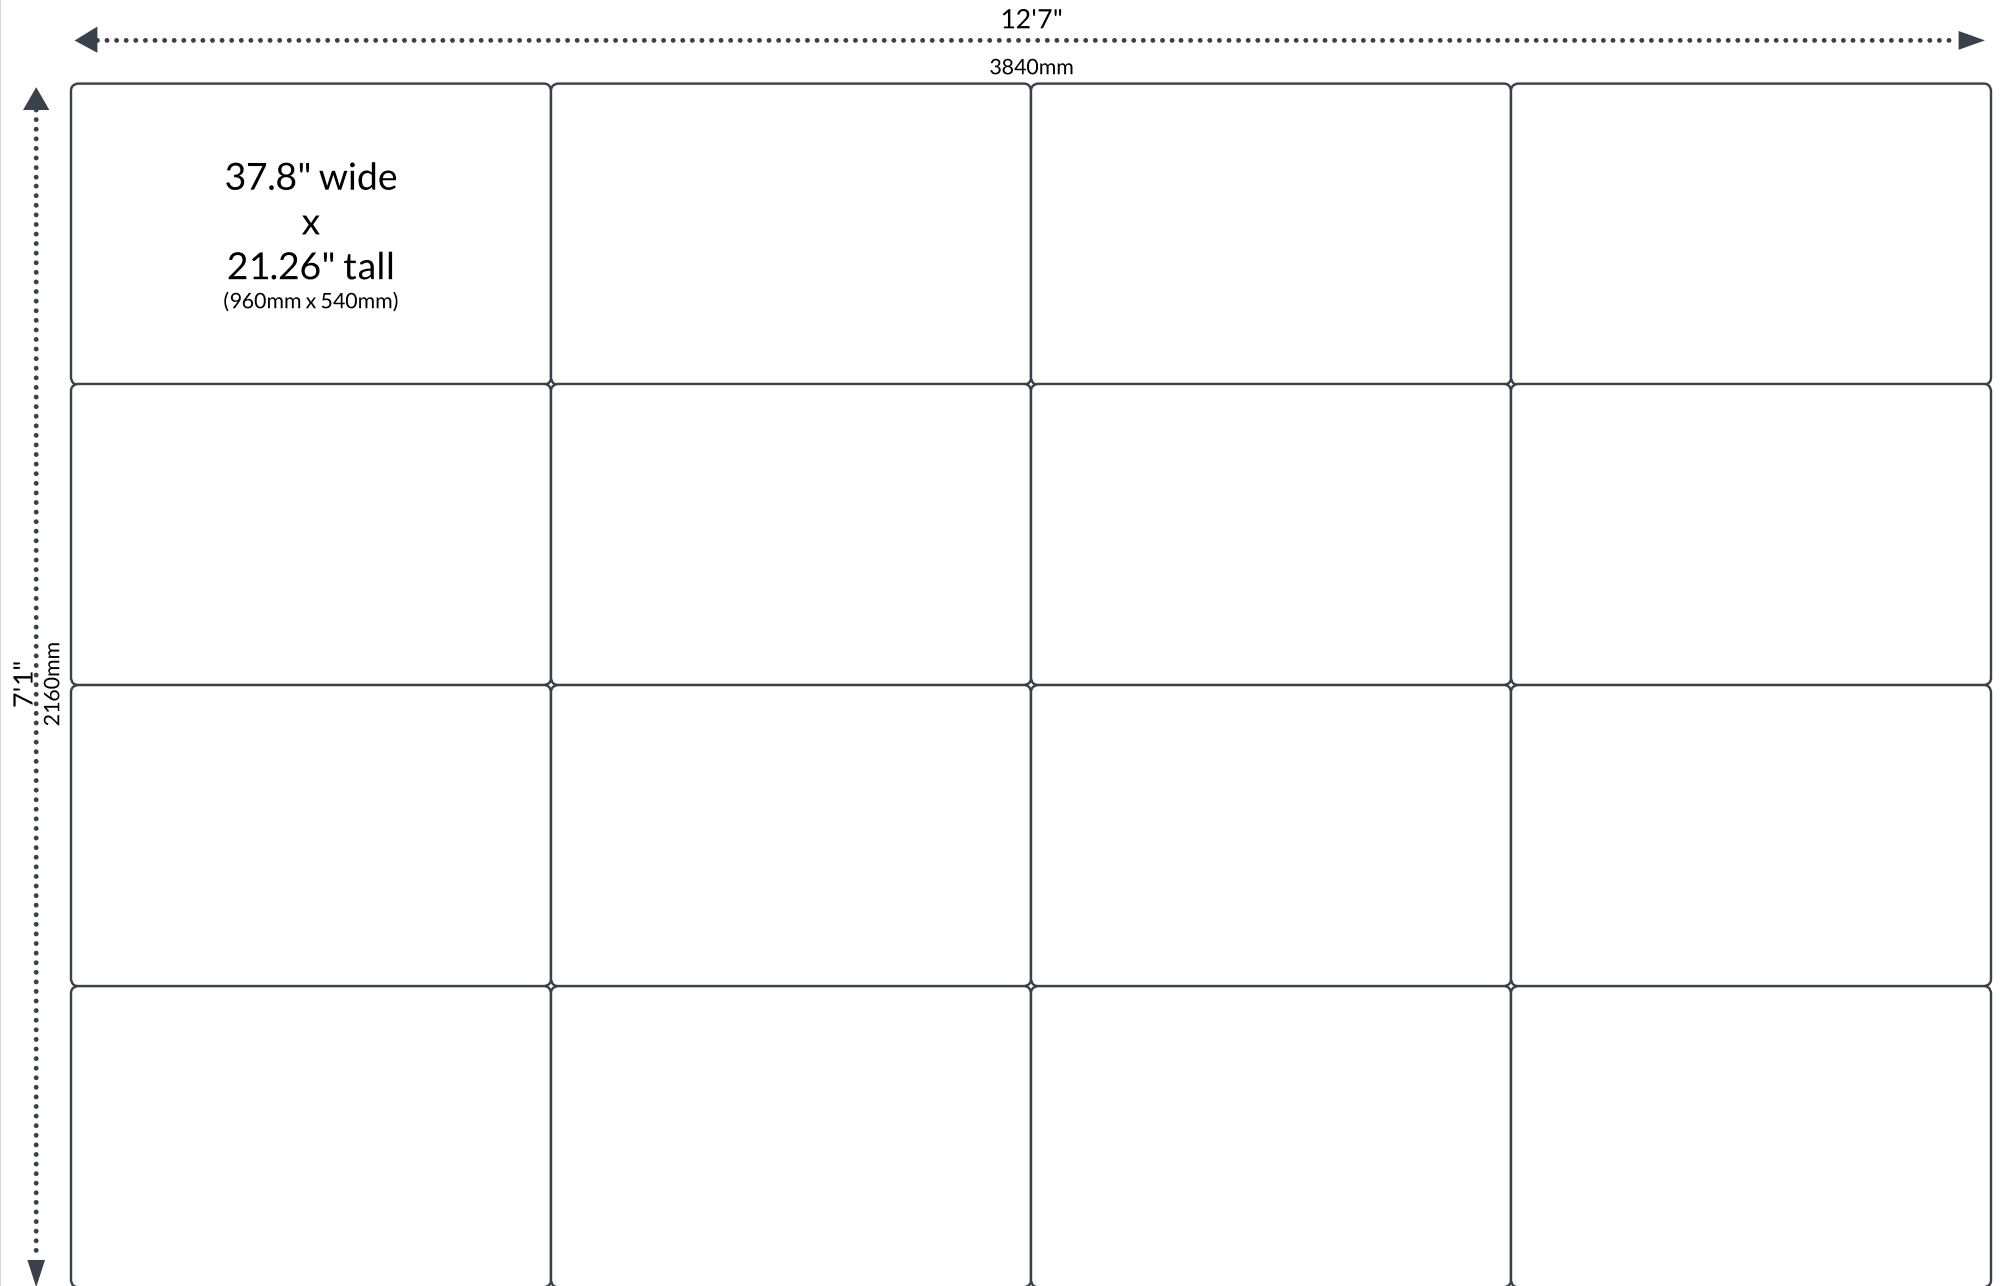 12'7"
3840mm
37.8" wide
x
21.26" tall
(960mm x 540mm)
7'1"
2160mm